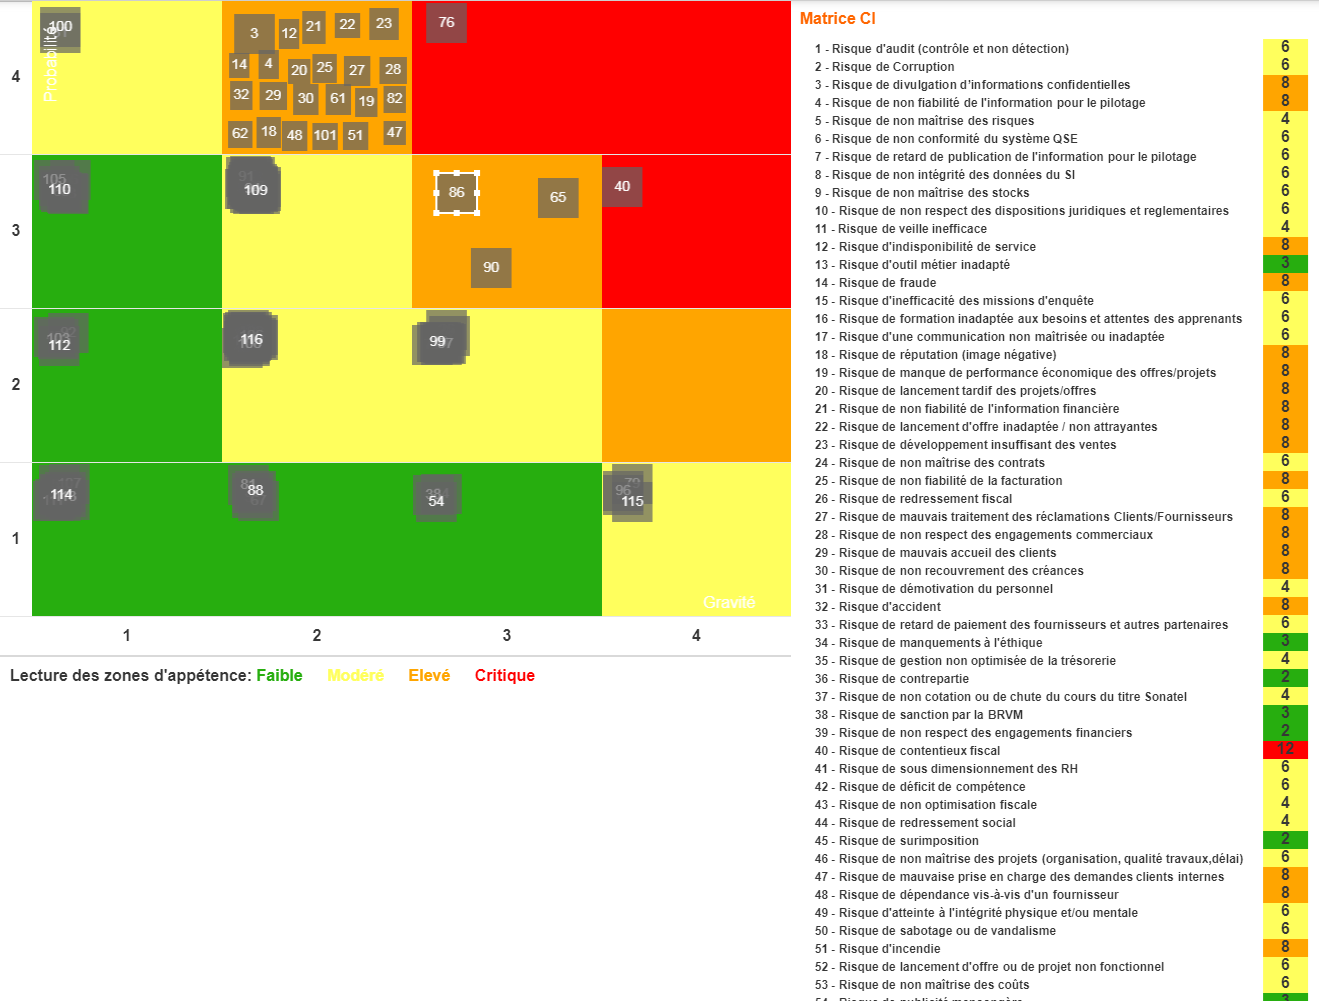 Matrice CI
4
Probabilité
100
3
12
21
22
23
76
14
4
20
25
27
28
32
29
30
61
19
82
62
18
48
101
51
47
3
105
110
91
109
86
65
40
90
2
112
116
99
1
114
81
88
54
96
115
Gravité
1
2
3
4
Lecture des zones d'appétence: Faible Modéré Elevé Critique
1 - Risque d'audit (contrôle et non détection) 6
2 - Risque de Corruption 6
3 - Risque de divulgation d'informations confidentielles 8
4 - Risque de non fiabilité de l'information pour le pilotage 8
5 - Risque de non maîtrise des risques 4
6 - Risque de non conformité du système QSE 6
7 - Risque de retard de publication de l'information pour le pilotage 6
8 - Risque de non intégrité des données du SI 6
9 - Risque de non maîtrise des stocks 6
10 - Risque de non respect des dispositions juridiques et reglementaires 6
11 - Risque de veille inefficace 4
12 - Risque d'indisponibilité de service 8
13 - Risque d'outil métier inadapté 3
14 - Risque de fraude 8
15 - Risque d'inefficacité des missions d'enquête 6
16 - Risque de formation inadaptée aux besoins et attentes des apprenants 6
17 - Risque d'une communication non maîtrisée ou inadaptée 6
18 - Risque de réputation (image négative) 8
19 - Risque de manque de performance économique des offres/projets 8
20 - Risque de lancement tardif des projets/offres 8
21 - Risque de non fiabilité de l'information financière 8
22 - Risque de lancement d'offre inadaptée / non attrayantes 8
23 - Risque de développement insuffisant des ventes 8
24 - Risque de non maîtrise des contrats 6
25 - Risque de non fiabilité de la facturation 8
26 - Risque de redressement fiscal 6
27 - Risque de mauvais traitement des réclamations Clients/Fournisseurs 8
28 - Risque de non respect des engagements commerciaux 8
29 - Risque de mauvais accueil des clients 8
30 - Risque de non recouvrement des créances 8
31 - Risque de démotivation du personnel 4
32 - Risque d'accident 8
33 - Risque de retard de paiement des fournisseurs et autres partenaires 6
34 - Risque de manquements à l'éthique 3
35 - Risque de gestion non optimisée de la trésorerie 4
36 - Risque de contrepartie 2
37 - Risque de non cotation ou de chute du cours du titre Sonatel 4
38 - Risque de sanction par la BRVM 3
39 - Risque de non respect des engagements financiers 2
40 - Risque de contentieux fiscal 12
41 - Risque de sous dimensionnement des RH 6
42 - Risque de déficit de compétence 6
43 - Risque de non optimisation fiscale 4
44 - Risque de redressement social 4
45 - Risque de surimposition 2
46 - Risque de non maîtrise des projets (organisation, qualité travaux,délai) 6
47 - Risque de mauvaise prise en charge des demandes clients internes 8
48 - Risque de dépendance vis-à-vis d'un fournisseur 8
49 - Risque d'atteinte à l'intégrité physique et/ou mentale 6
50 - Risque de sabotage ou de vandalisme 6
51 - Risque d'incendie 8
52 - Risque de lancement d'offre ou de projet non fonctionnel 6
53 - Risque de non maîtrise des coûts 6